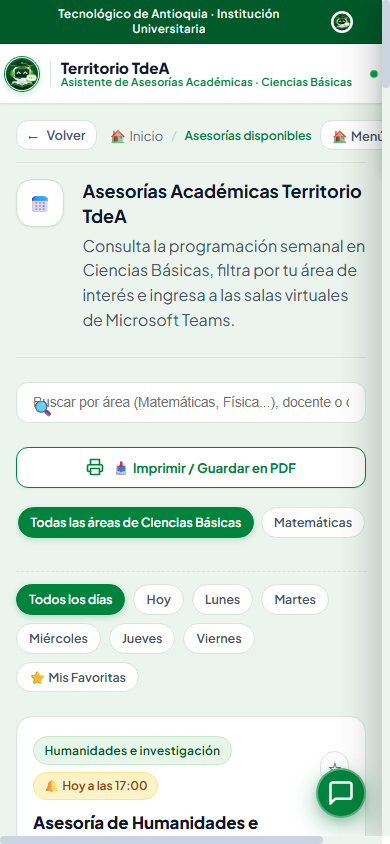 Tecnológico de Antioquia · Institución
Universitaria
Territorio TdeA
Asistente de Asesorías Académicas · Ciencias Básicas
← Volver
Inicio / Asesorías disponibles
Menú
Asesorías Académicas Territorio
TdeA
Consulta la programación semanal en
Ciencias Básicas, filtra por tu área de
interés e ingresa a las salas virtuales
de Microsoft Teams.
Buscar por área (Matemáticas, Física...), docente o
Imprimir / Guardar en PDF
Todas las áreas de Ciencias Básicas
Matemáticas
Todos los días
Hoy
Lunes
Martes
Miércoles
Jueves
Viernes
Mis Favoritas
Humanidades e investigación
Hoy a las 17:00
Asesoría de Humanidades e